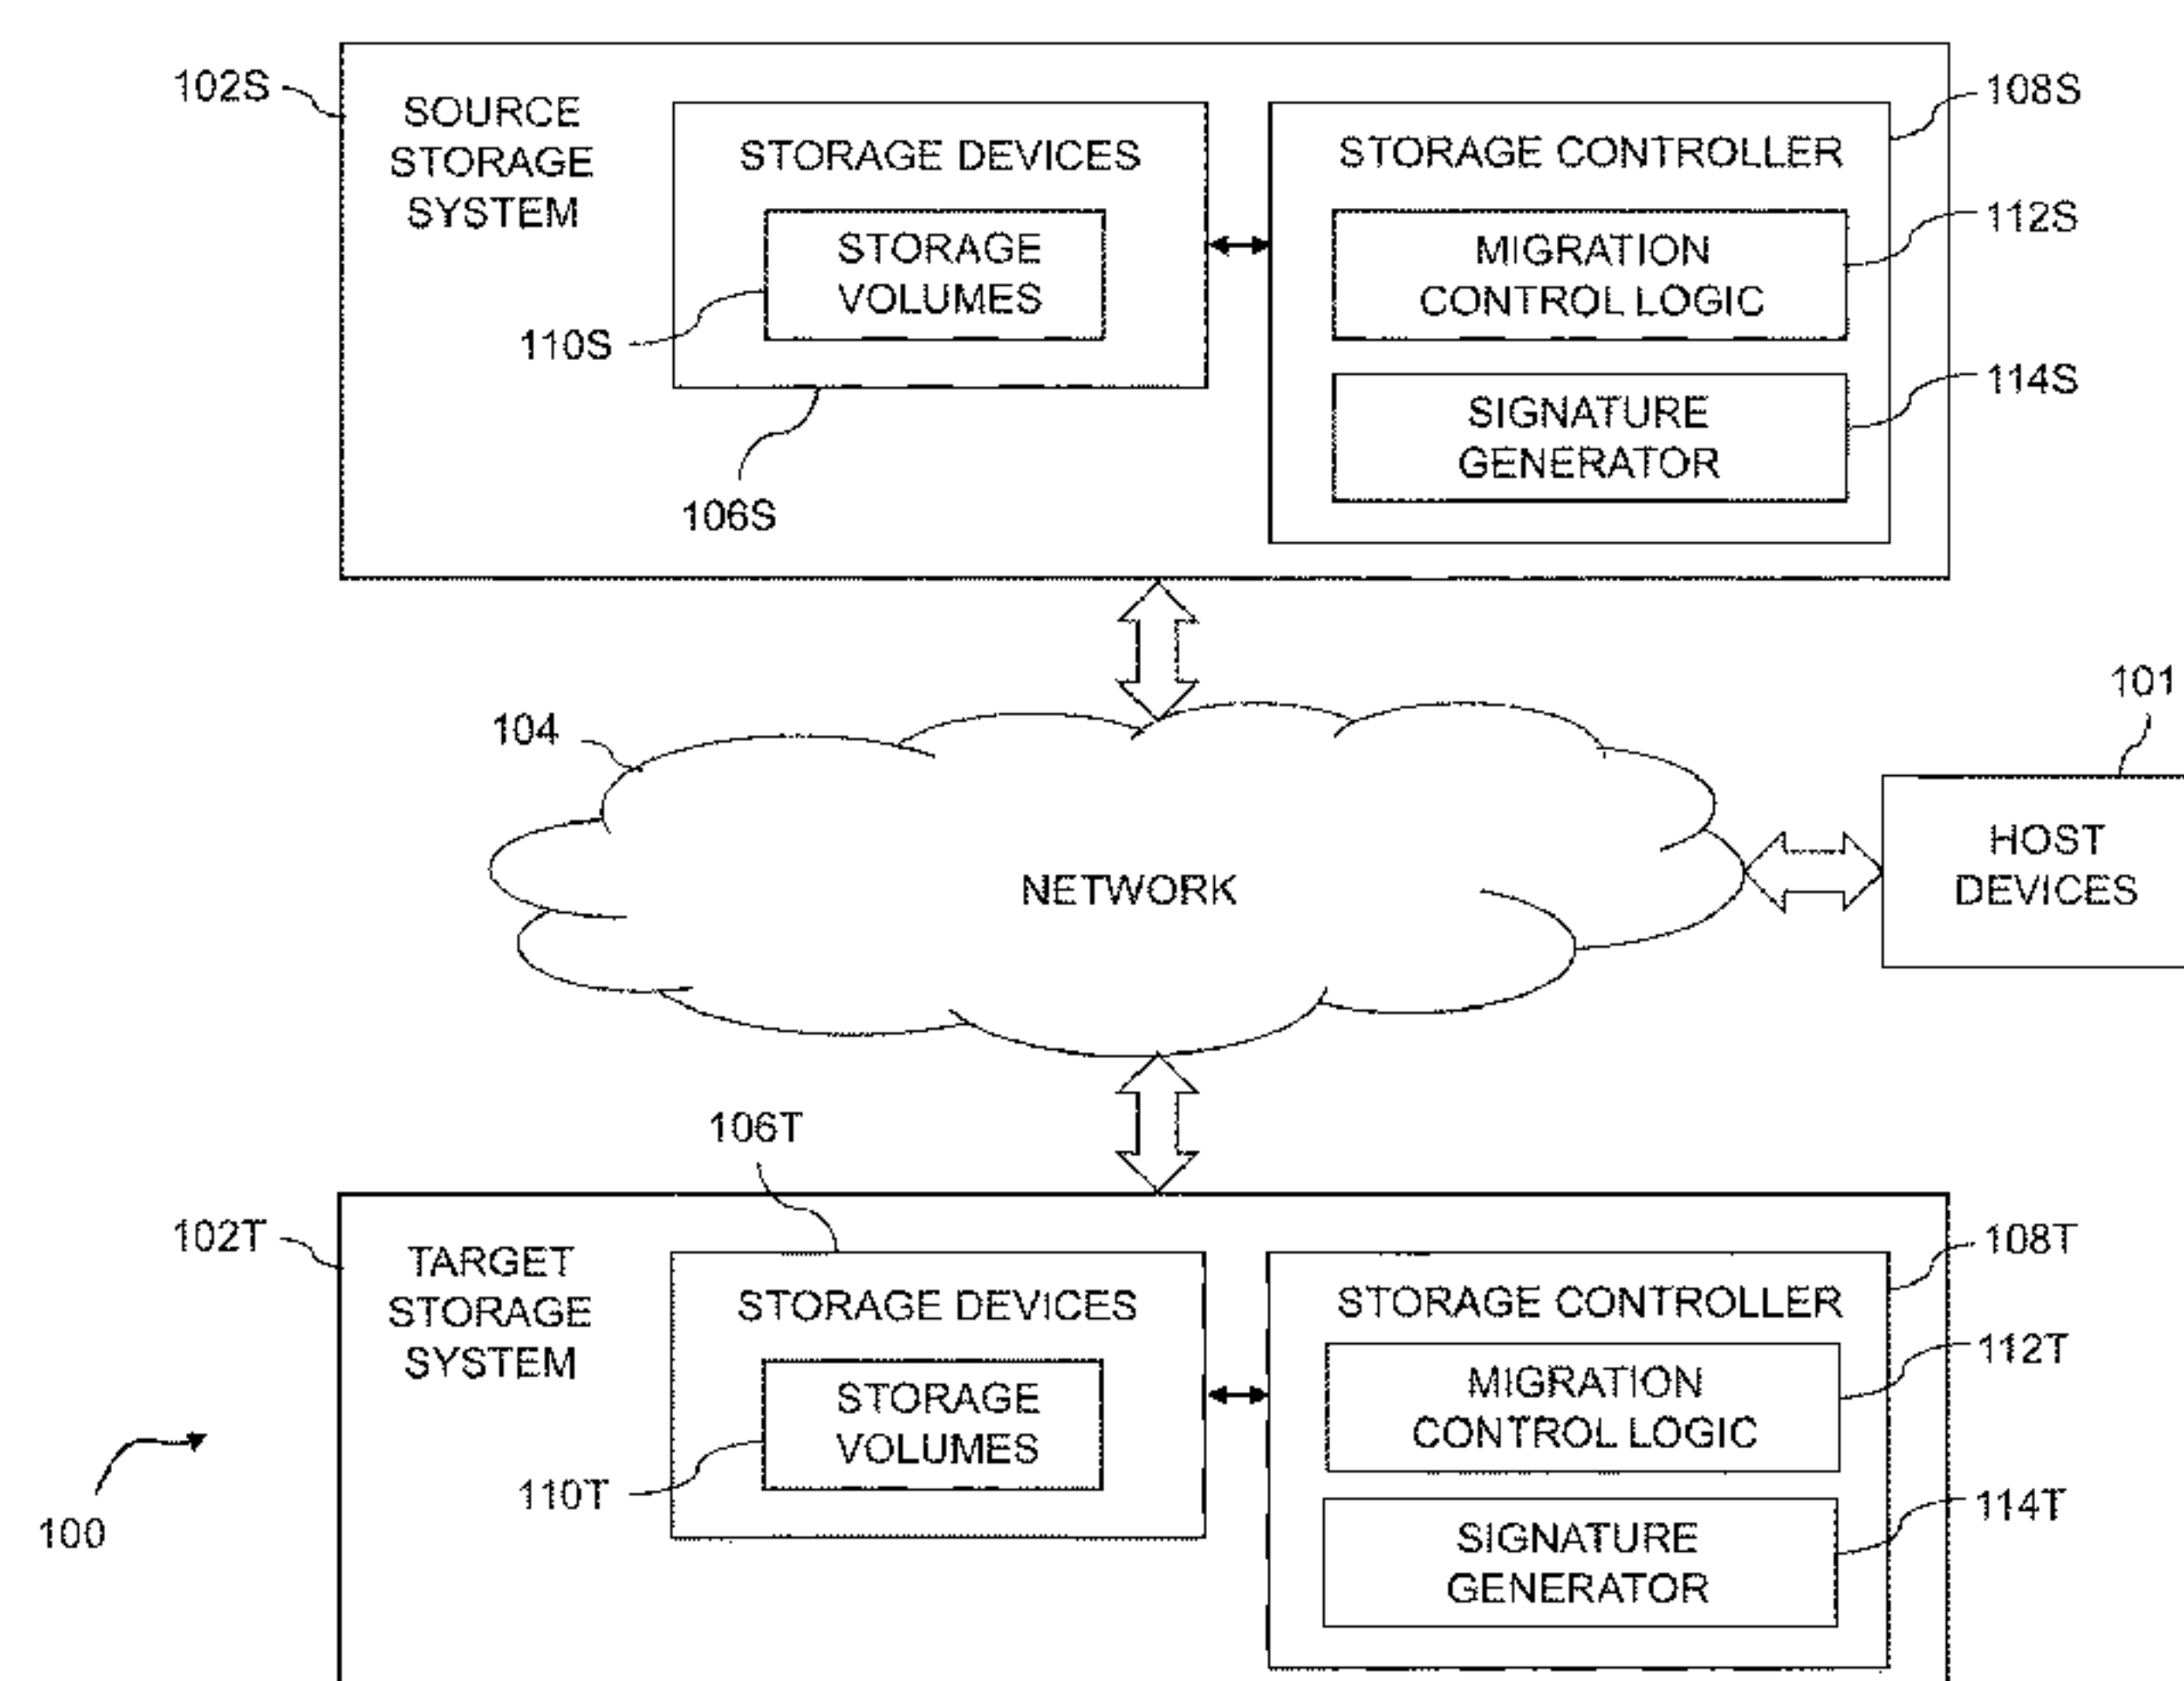 102S
SOURCE
STORAGE
SYSTEM
STORAGE DEVICES
STORAGE
VOLUMES
110S
106S
STORAGE CONTROLLER
108S
MIGRATION
CONTROL LOGIC
112S
SIGNATURE
GENERATOR
114S
104
NETWORK
101
HOST
DEVICES
102T
TARGET
STORAGE
SYSTEM
106T
STORAGE DEVICES
STORAGE
VOLUMES
110T
STORAGE CONTROLLER
108T
MIGRATION
CONTROL LOGIC
112T
SIGNATURE
GENERATOR
114T
100